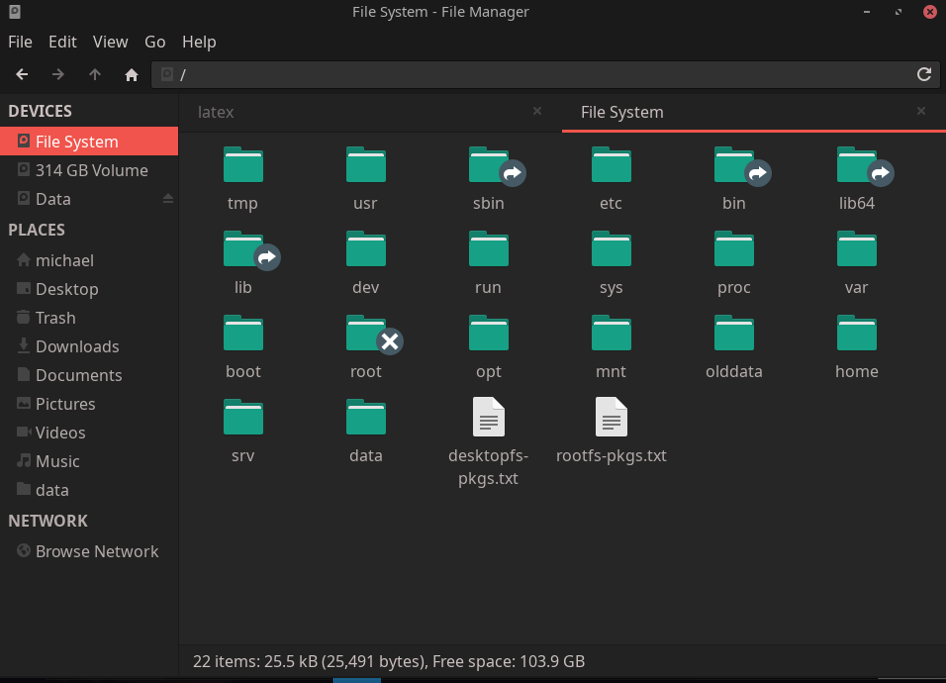 File System - File Manager
File Edit View Go Help
/
DEVICES
File System
314 GB Volume
Data
PLACES
michael
Desktop
Trash
Downloads
Documents
Pictures
Videos
Music
data
NETWORK
Browse Network
latex
File System
tmp usr sbin etc bin lib64
lib dev run sys proc var
boot root opt mnt olddata home
srv data desktopfs- rootfs-pkgs.txt
pkgs.txt
22 items: 25.5 kB (25,491 bytes), Free space: 103.9 GB